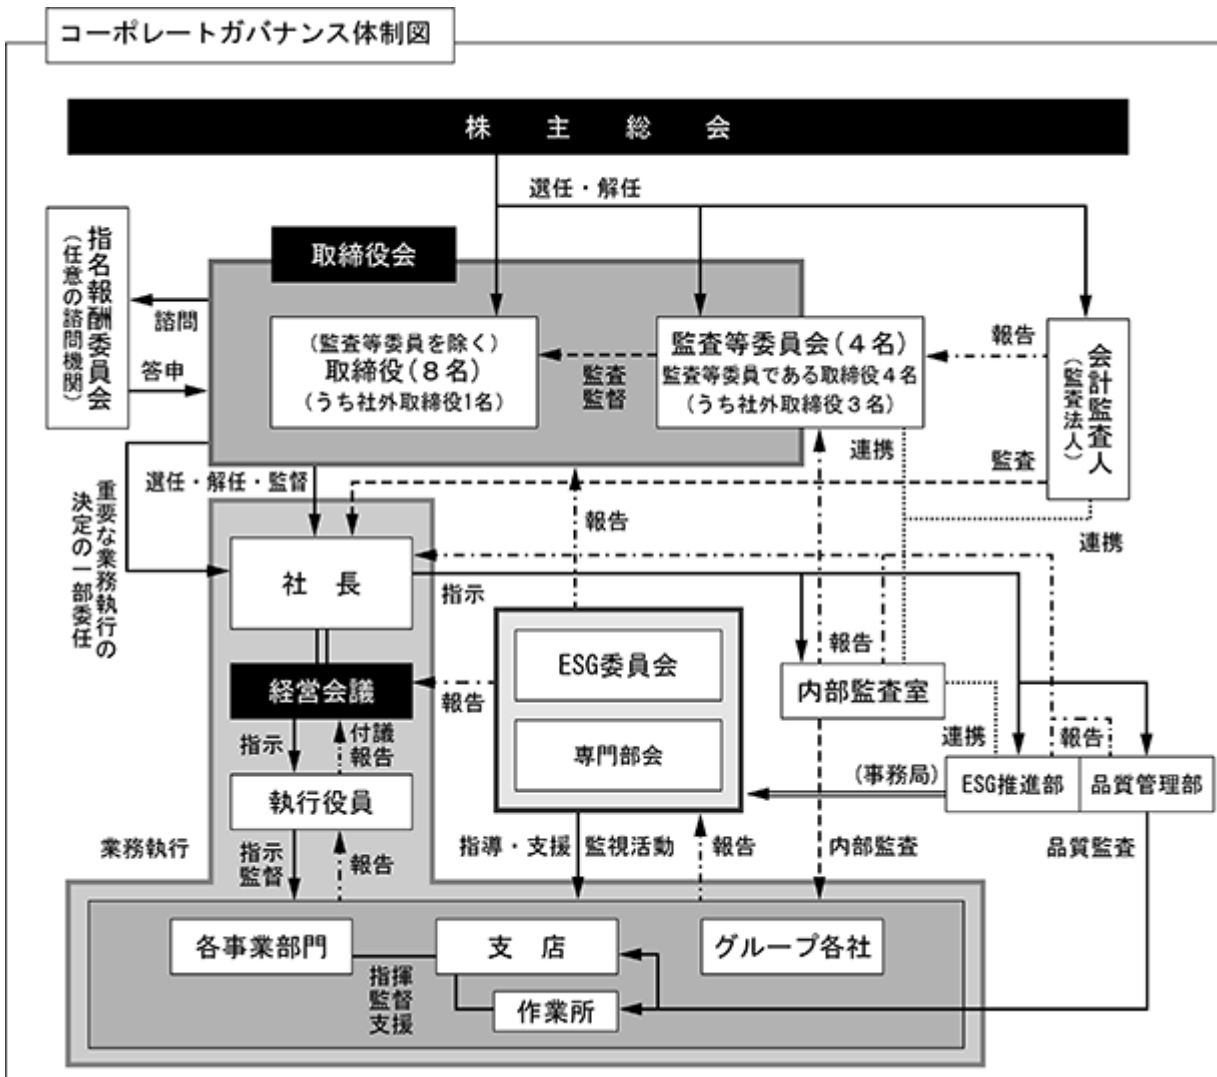 コーポレートガバナンス体制図
株主総会
選任・解任
指名報酬委員会
(任意の諮問機関)
諮問
答申
取締役会
(監査等委員を除く)
取締役(8名)
(うち社外取締役1名)
監査
監督
監査等委員会(4名)
監査等委員である取締役4名
(うち社外取締役3名)
報告
会計監査人
(監査法人)
連携
監査
連携
選任・解任・監督
重要な業務執行の
決定の一部委任
報告
社長
指示
経営会議
報告
ESG委員会
専門部会
報告
内部監査室
連携
報告
指示
付議
報告
執行役員
(事務局)
ESG推進部
品質管理部
業務執行
指示
監督
報告
指導・支援
監視活動
報告
内部監査
品質監査
各事業部門
支店
グループ各社
指揮
監督
支援
作業所